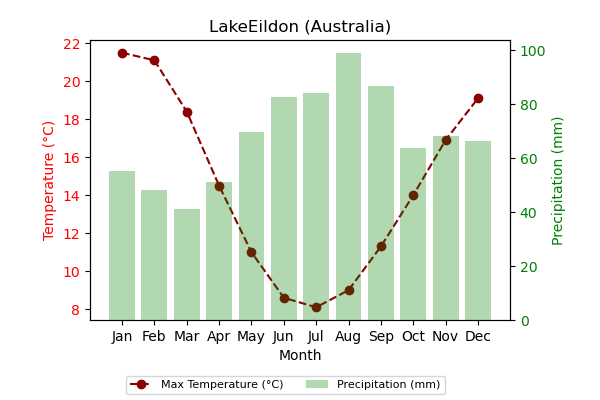 LakeEildon (Australia)
22
20
18
16
14
12
10
8
Temperature (°C)
100
80
60
40
20
0
Precipitation (mm)
Jan Feb Mar Apr May Jun Jul Aug Sep Oct Nov Dec
Month
Max Temperature (°C) Precipitation (mm)